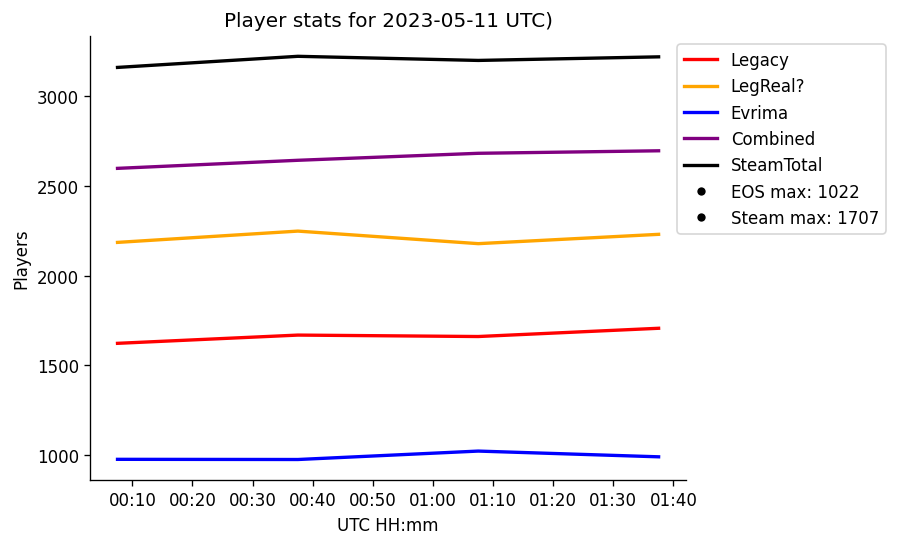 Player stats for 2023-05-11 UTC)
Legacy
LegReal?
Evrima
Combined
SteamTotal
EOS max: 1022
Steam max: 1707
Players
3000
2500
2000
1500
1000
00:10 00:20 00:30 00:40 00:50 01:00 01:10 01:20 01:30 01:40
UTC HH:mm